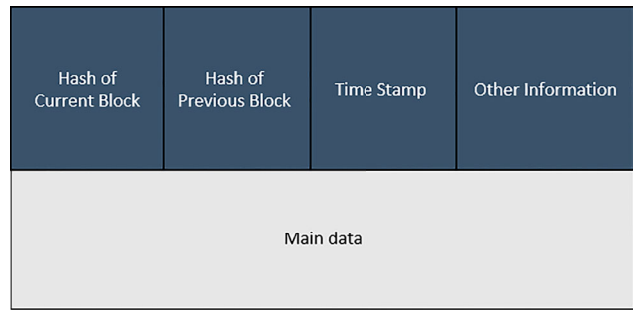 Hash of
Current Block
Hash of
Previous Block
Time Stamp
Other Information
Main data